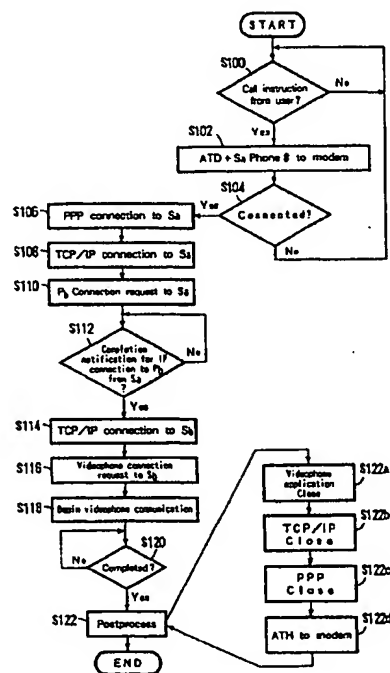 START
S100
Call instruction
from user?
No
Yes
S102
ATD + Sa Phone # to modem
S104
Connected?
Yes
No
S106
PPP connection to Sa
S108
TCP/IP connection to Sa
S110
Pb Connection request to Sa
S112
Completion
notification for IP
connection to Pb
from Sa
?
No
Yes
S114
TCP/IP connection to Sb
S116
Videophone connection
request to Sb
S118
Begin videophone communication
S120
Completed?
No
Yes
S122
Postprocess
END
S122a
Videophone
application
Close
S122b
TCP/IP
Close
S122c
PPP
Close
S122d
ATH to modem